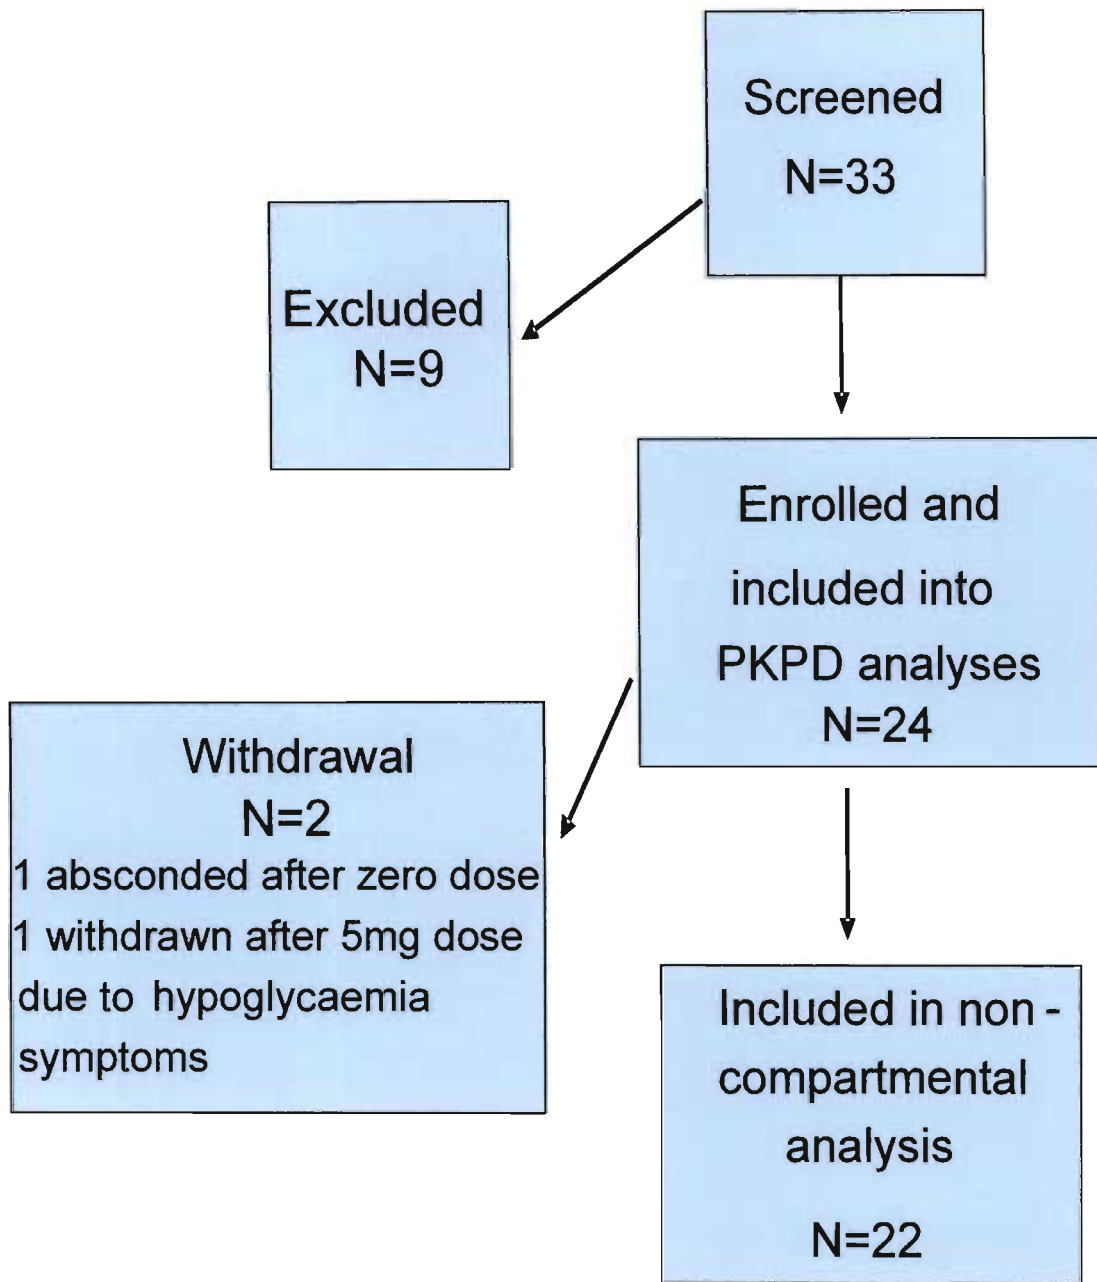 Screened
N=33
Excluded
N=9
Enrolled and
included into
PKPD analyses
N=24
Withdrawal
N=2
1 absconded after zero dose
1 withdrawn after 5mg dose
due to hypoglycaemia
symptoms
Included in non -
compartmental
analysis
N=22